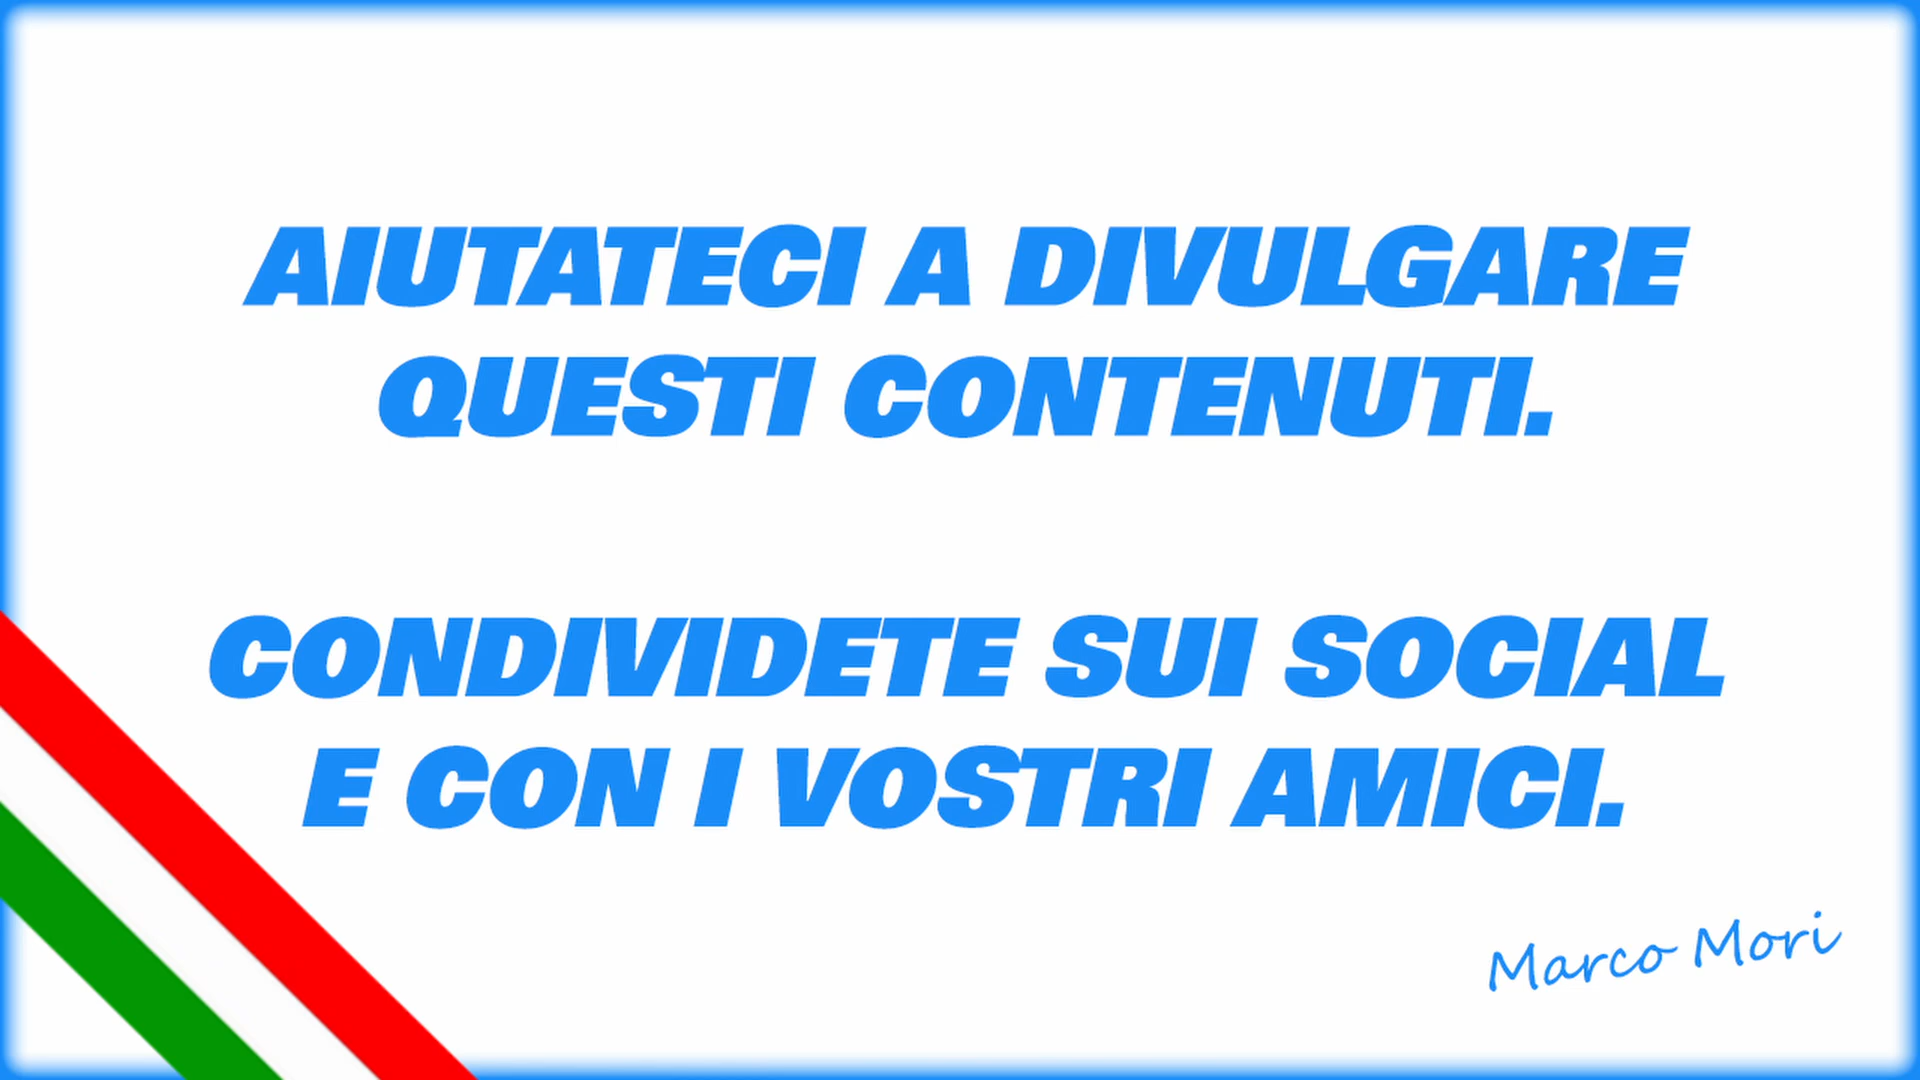 AIUTATECI A DIVULGARE
QUESTI CONTENUTI.
CONDIVIDETE SUI SOCIAL
E CON I VOSTRI AMICI.
Marco Mori